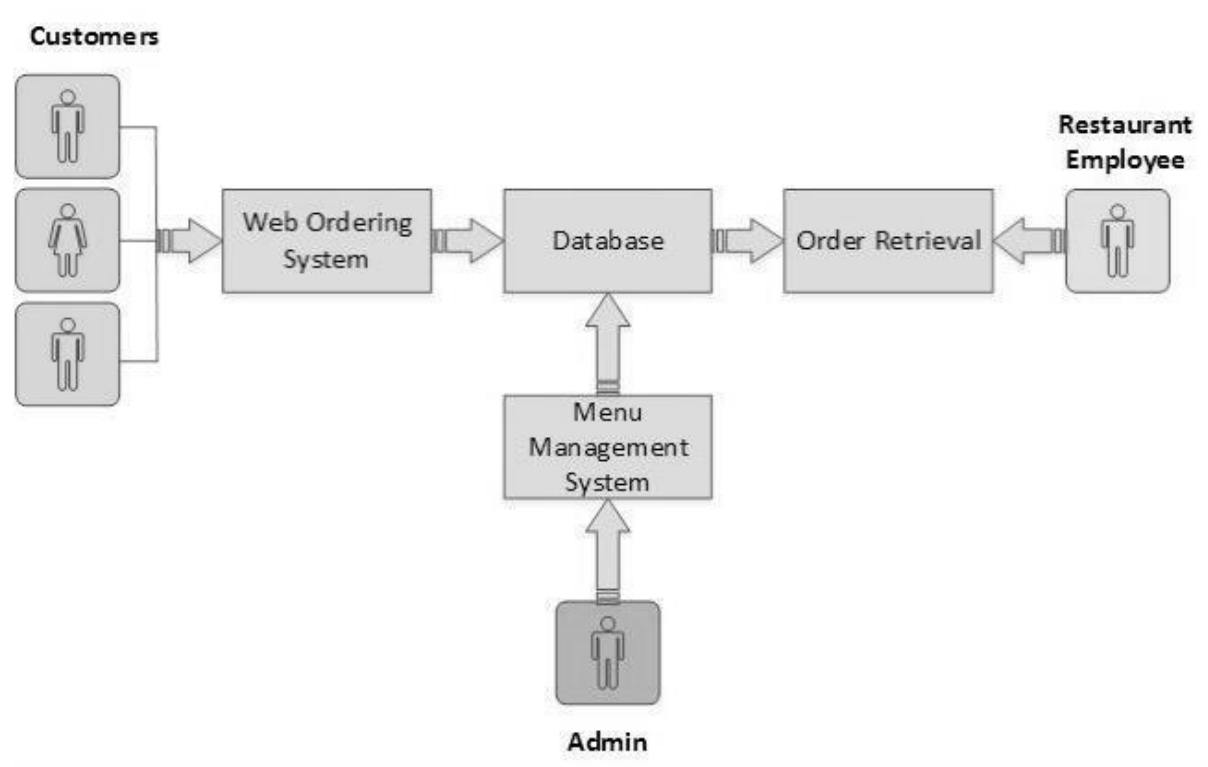 Customers
Restaurant
Employee
Web Ordering
System
Database
Order Retrieval
Menu
Management
System
Admin